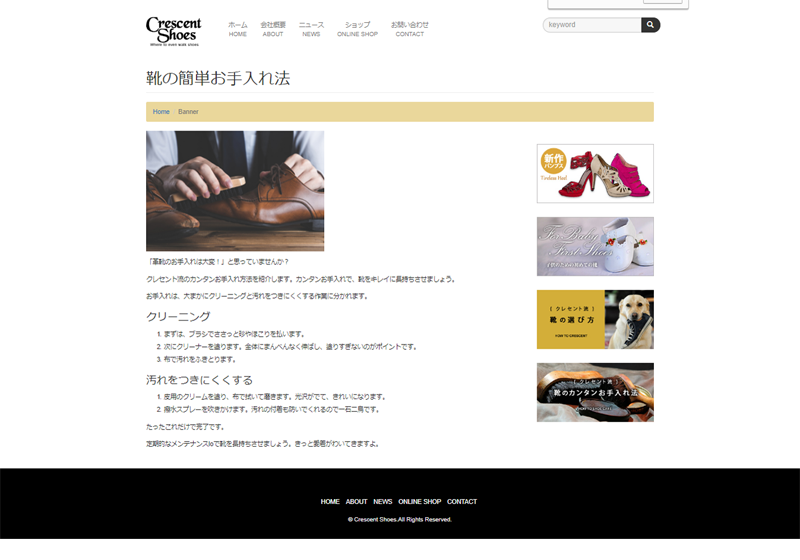 Crescent
Shoes
Where to even walk shoes
ホーム 会社概要 ニュース ショップ お問い合わせ
HOME ABOUT NEWS ONLINE SHOP CONTACT
keyword
靴の簡単お手入れ法
Home Banner
「革靴のお手入れは大変!」と思っていませんか?
クレセント流のカンタンお手入れ方法を紹介します。カンタンお手入れで、靴をキレイに長持ちさせましょう。
お手入れは、大まかにクリーニングと汚れをつきにくくする作業に分かれます。
クリーニング
1. まずは、ブラシでささっと砂やほこりを払います。
2. 次にクリーナーを塗ります。全体にまんべんなく伸ばし、塗りすぎないのがポイントです。
3. 布で汚れをふきとります。
汚れをつきにくくする
1. 皮用のクリームを塗り、布で拭いて磨きます。光沢がでて、きれいになります。
2. 撥水スプレーを吹きかけます。汚れの付着も防いでくれるので一石二鳥です。
たったこれだけで完了です。
定期的なメンテナンスloで靴を長持ちさせましょう。きっと愛着がわいてきますよ。
新作
パンプス
Tireless Heel
For Baby
First Shoes
{ クレセント流 }
靴の選び方
HOW TO CRESCENT
{ クレセント流 }
靴のカンタンお手入れ法
HOME ABOUT NEWS ONLINE SHOP CONTACT
© Crescent Shoes.All Rights Reserved.